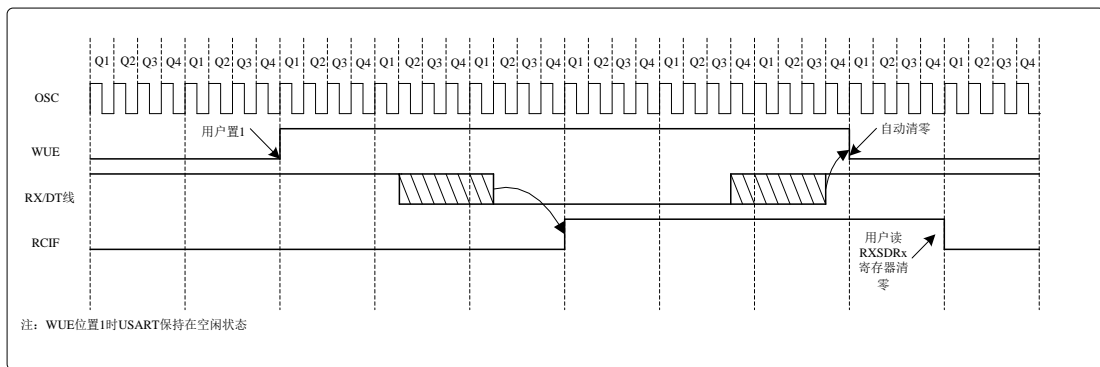 Q1 Q2 Q3 Q4 Q1 Q2 Q3 Q4 Q1 Q2 Q3 Q4 Q1 Q2 Q3 Q4 Q1 Q2 Q3 Q4 Q1 Q2 Q3 Q4 Q1 Q2 Q3 Q4 Q1 Q2 Q3 Q4 Q1 Q2 Q3 Q4 Q1 Q2 Q3 Q4
OSC
用户置1
自动清零
WUE
RX/DT线
RCIF
用户读
RXSDRx
寄存器清
零
注：WUE位置1时USART保持在空闲状态